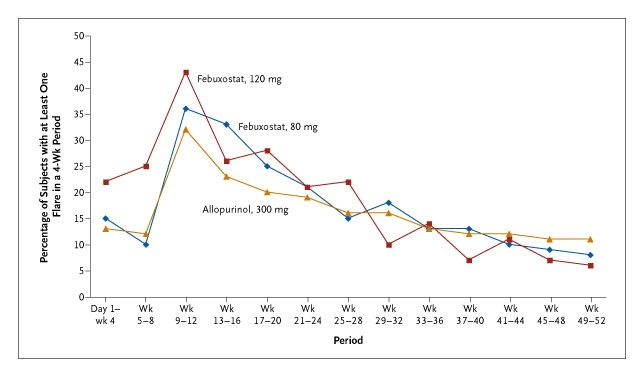 Percentage of Subjects with at Least One
Flare in a 4-Wk Period
50
45
40
35
30
25
20
15
10
5
0
Febuxostat, 120 mg
Febuxostat, 80 mg
Allopurinol, 300 mg
Day 1–
wk 4
Wk
5–8
Wk
9–12
Wk
13–16
Wk
17–20
Wk
21–24
Wk
25–28
Wk
29–32
Wk
33–36
Wk
37–40
Wk
41–44
Wk
45–48
Wk
49–52
Period